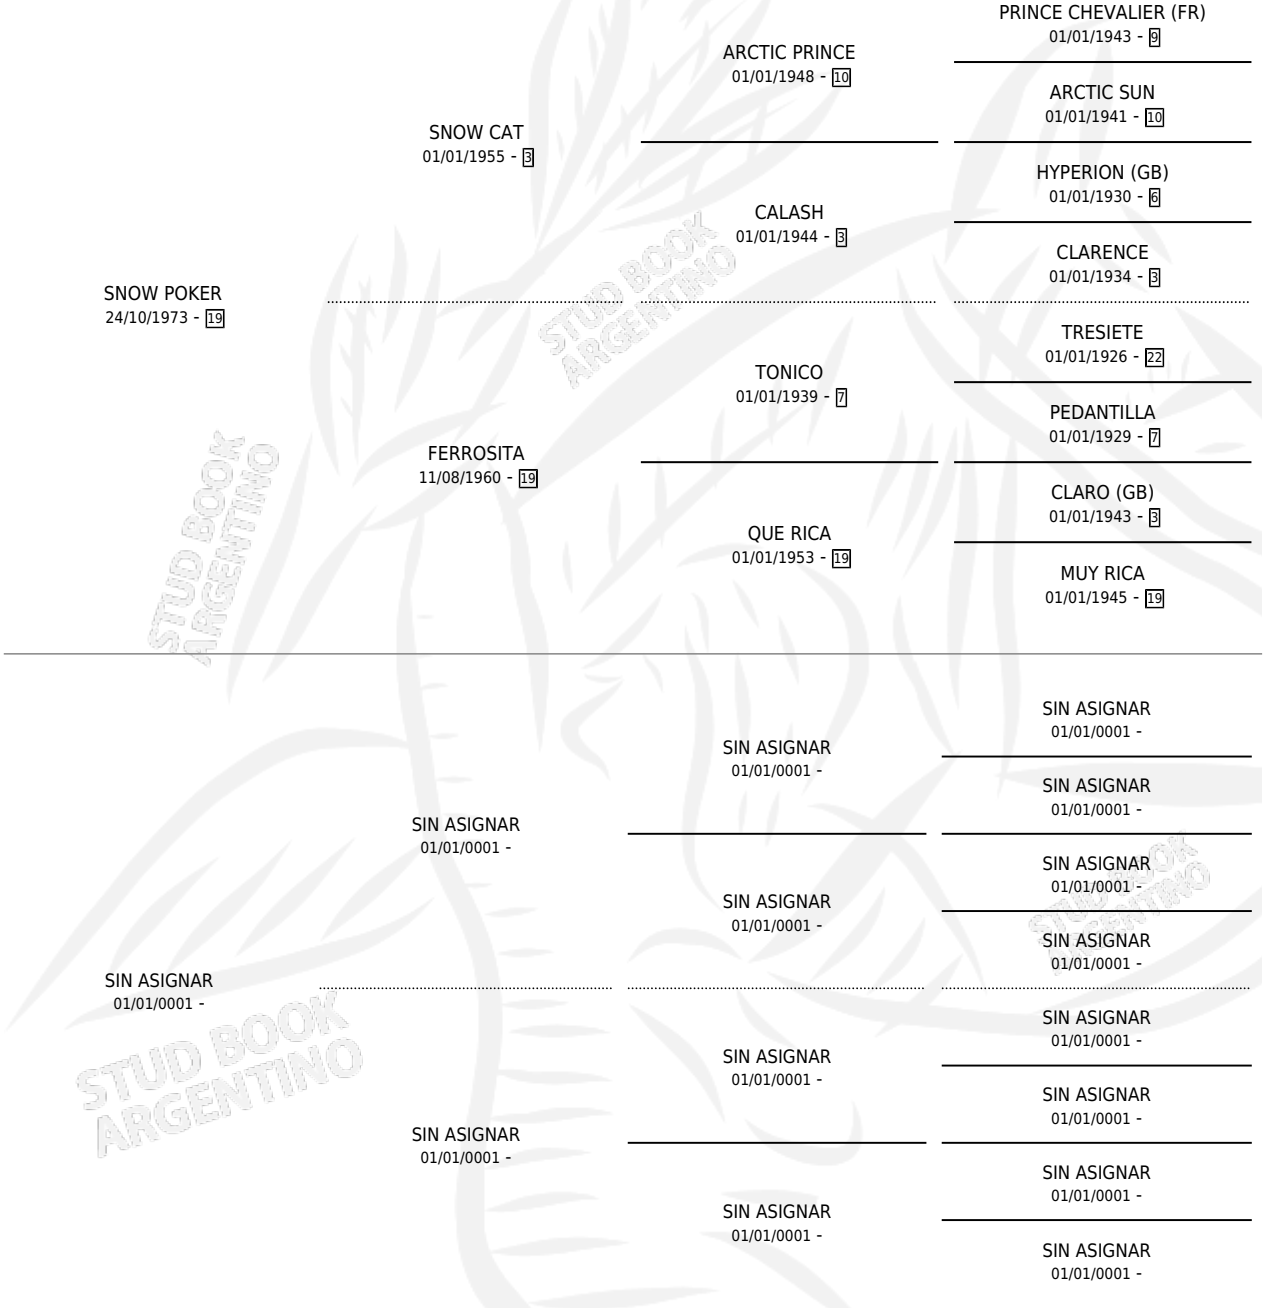 PRINCE CHEVALIER (FR)
01/01/1943 - 9
ARCTIC PRINCE
01/01/1948 - 10
ARCTIC SUN
01/01/1941 - 10
SNOW CAT
01/01/1955 - 3
HYPERION (GB)
01/01/1930 - 6
CALASH
01/01/1944 - 3
CLARENCE
01/01/1934 - 3
SNOW POKER
24/10/1973 - 19
TRESIETE
01/01/1926 - 22
TONICO
01/01/1939 - 7
PEDANTILLA
01/01/1929 - 7
FERROSITA
11/08/1960 - 19
CLARO (GB)
01/01/1943 - 3
QUE RICA
01/01/1953 - 19
MUY RICA
01/01/1945 - 19
STUD BOOK
ARGENTINO
STUD BOOK
ARGENTINO
SIN ASIGNAR
01/01/0001 -
SIN ASIGNAR
01/01/0001 -
SIN ASIGNAR
01/01/0001 -
SIN ASIGNAR
01/01/0001 -
SIN ASIGNAR
01/01/0001 -
SIN ASIGNAR
01/01/0001 -
SIN ASIGNAR
01/01/0001 -
SIN ASIGNAR
01/01/0001 -
SIN ASIGNAR
01/01/0001 -
SIN ASIGNAR
01/01/0001 -
SIN ASIGNAR
01/01/0001 -
SIN ASIGNAR
01/01/0001 -
SIN ASIGNAR
01/01/0001 -
SIN ASIGNAR
01/01/0001 -
SIN ASIGNAR
01/01/0001 -
STUD BOOK
ARGENTINO
STUD BOOK
ARGENTINO